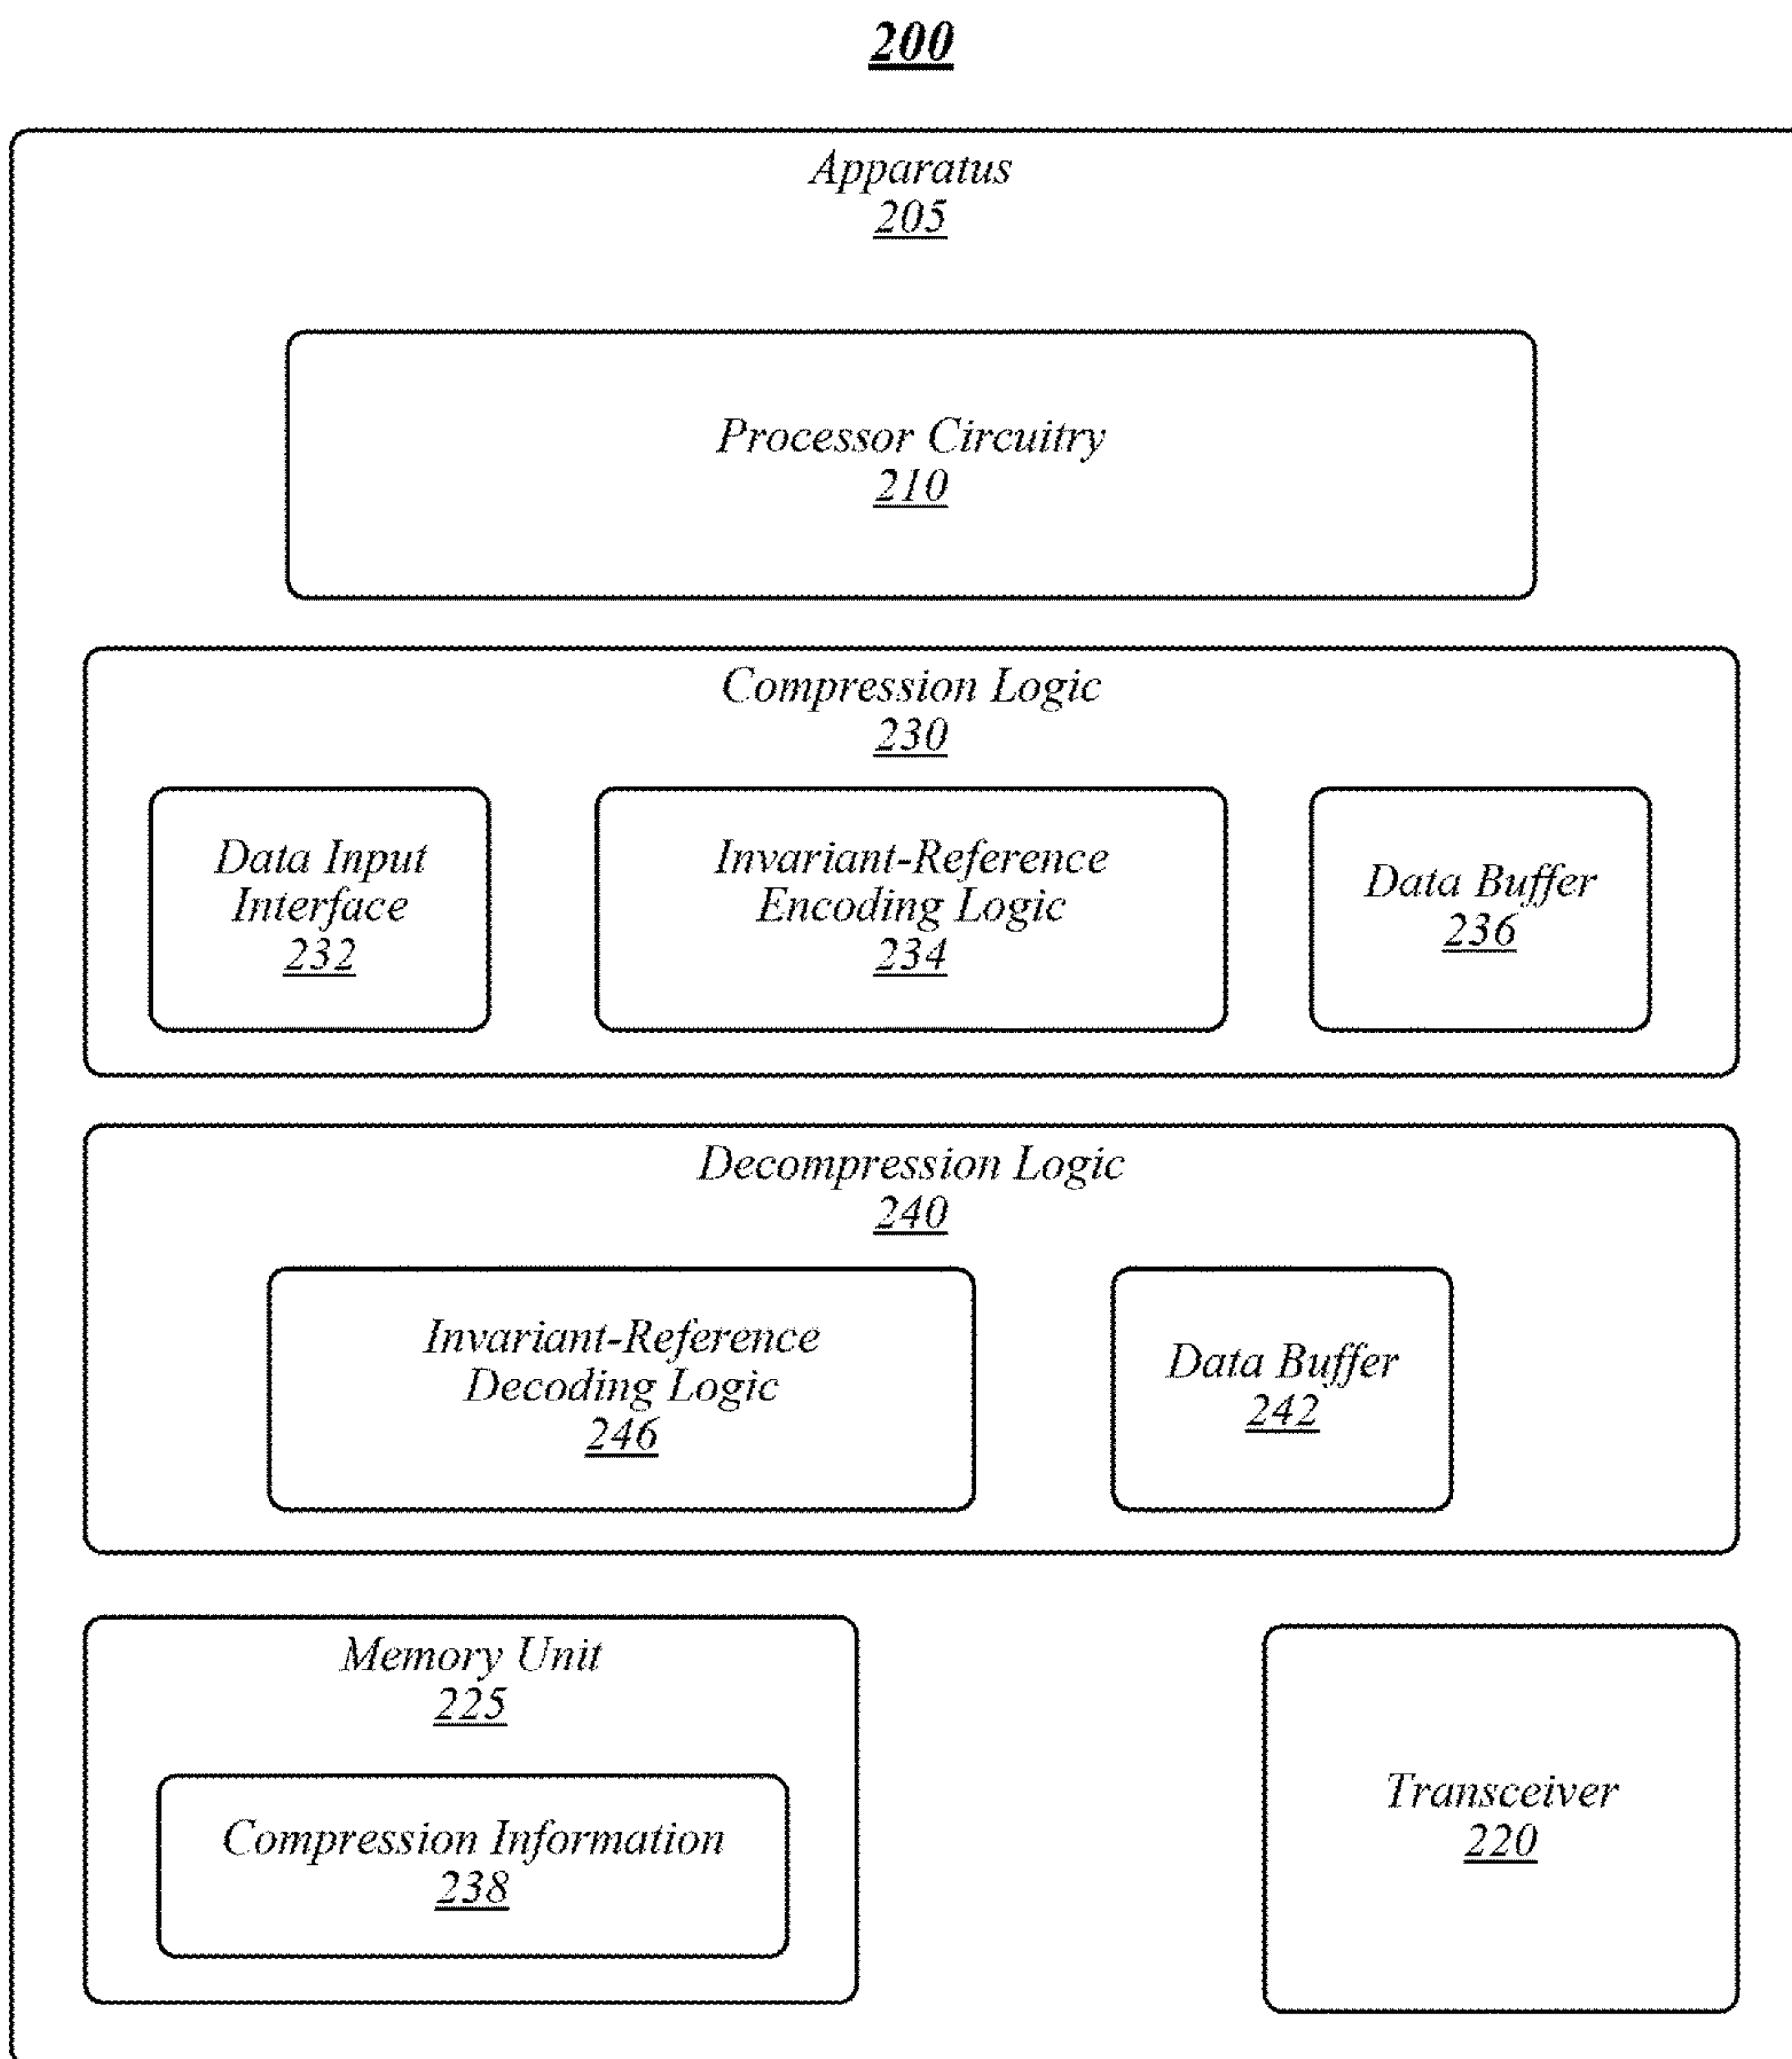 200
Apparatus
205
Processor Circuitry
210
Compression Logic
230
Data Input
Interface
232
Invariant-Reference
Encoding Logic
234
Data Buffer
236
Decompression Logic
240
Invariant-Reference
Decoding Logic
246
Data Buffer
242
Memory Unit
225
Compression Information
238
Transceiver
220